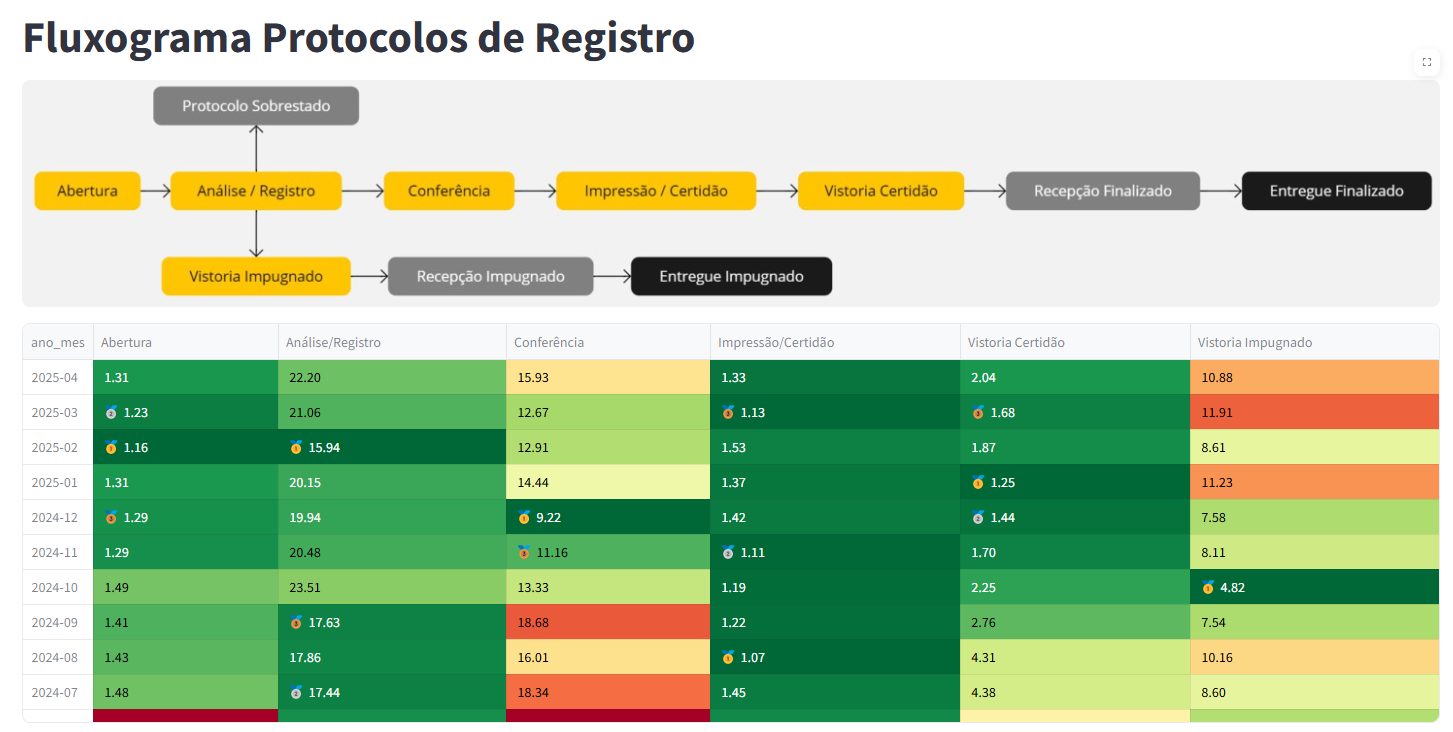 Fluxograma Protocolos de Registro
Protocolo Sobrestado
Abertura
Análise / Registro
Conferência
Impressão / Certidão
Vistoria Certidão
Recepção Finalizado
Entregue Finalizado
Vistoria Impugnado
Recepção Impugnado
Entregue Impugnado
ano_mes Abertura Análise/Registro Conferência Impressão/Certidão Vistoria Certidão Vistoria Impugnado
2025-04 1.31 22.20 15.93 1.33 2.04 10.88
2025-03 🥈 1.23 21.06 12.67 🥉 1.13 🥉 1.68 11.91
2025-02 🥇 1.16 🥇 15.94 12.91 1.53 1.87 8.61
2025-01 1.31 20.15 14.44 1.37 🥇 1.25 11.23
2024-12 🥉 1.29 19.94 🥇 9.22 1.42 🥈 1.44 7.58
2024-11 1.29 20.48 🥉 11.16 🥈 1.11 1.70 8.11
2024-10 1.49 23.51 13.33 1.19 2.25 🥇 4.82
2024-09 1.41 🥉 17.63 18.68 1.22 2.76 7.54
2024-08 1.43 17.86 16.01 🥇 1.07 4.31 10.16
2024-07 1.48 🥈 17.44 18.34 1.45 4.38 8.60